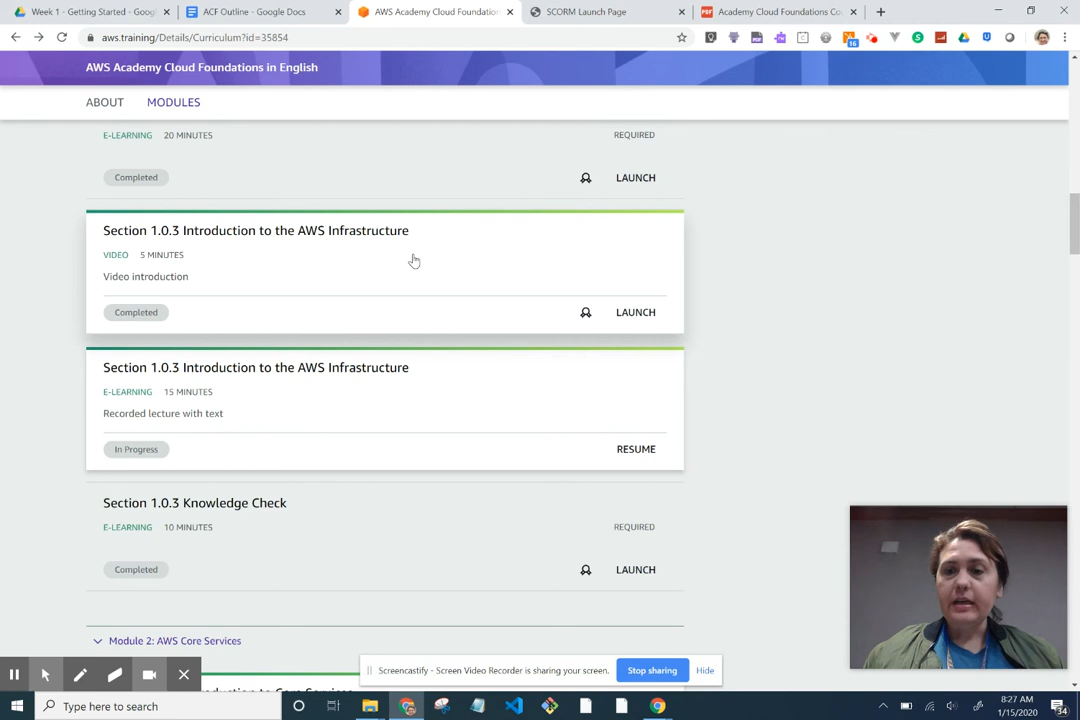 Week 1 - Getting Started - Goog
ACF Outline - Google Docs
AWS Academy Cloud Foundation
SCORM Launch Page
PDF
Academy Cloud Foundations Co
aws.training/Details/Curriculum?id=35854
16
AWS Academy Cloud Foundations in English
ABOUT
MODULES
E-LEARNING 20 MINUTES
REQUIRED
Completed
LAUNCH
Section 1.0.3 Introduction to the AWS Infrastructure
VIDEO 5 MINUTES
Video introduction
Completed
LAUNCH
Section 1.0.3 Introduction to the AWS Infrastructure
E-LEARNING 15 MINUTES
Recorded lecture with text
In Progress
RESUME
Section 1.0.3 Knowledge Check
E-LEARNING 10 MINUTES
REQUIRED
Completed
LAUNCH
Module 2: AWS Core Services
Screencastify - Screen Video Recorder is sharing your screen.
Stop sharing
Hide
Type here to search
8:27 AM
1/15/2020
34